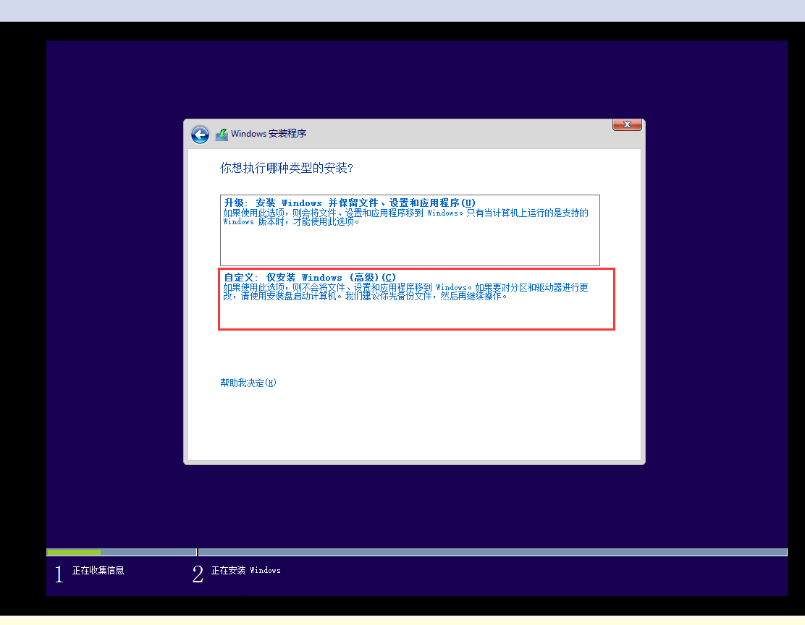 Windows 安装程序
你想执行哪种类型的安装?
升级: 安装 Windows 并保留文件、设置和应用程序(U)
如果使用此选项，则会将文件、设置和应用程序移到 Windows。只有当计算机上运行的是支持的
Windows 版本时，才能使用此选项。
自定义: 仅安装 Windows (高级)(C)
如果使用此选项，则不会将文件、设置和应用程序移到 Windows。如果要对分区和驱动器进行更
改，请使用安装盘启动计算机。我们建议你先备份文件，然后再继续操作。
帮助我决定(H)
1 正在收集信息
2 正在安装 Windows